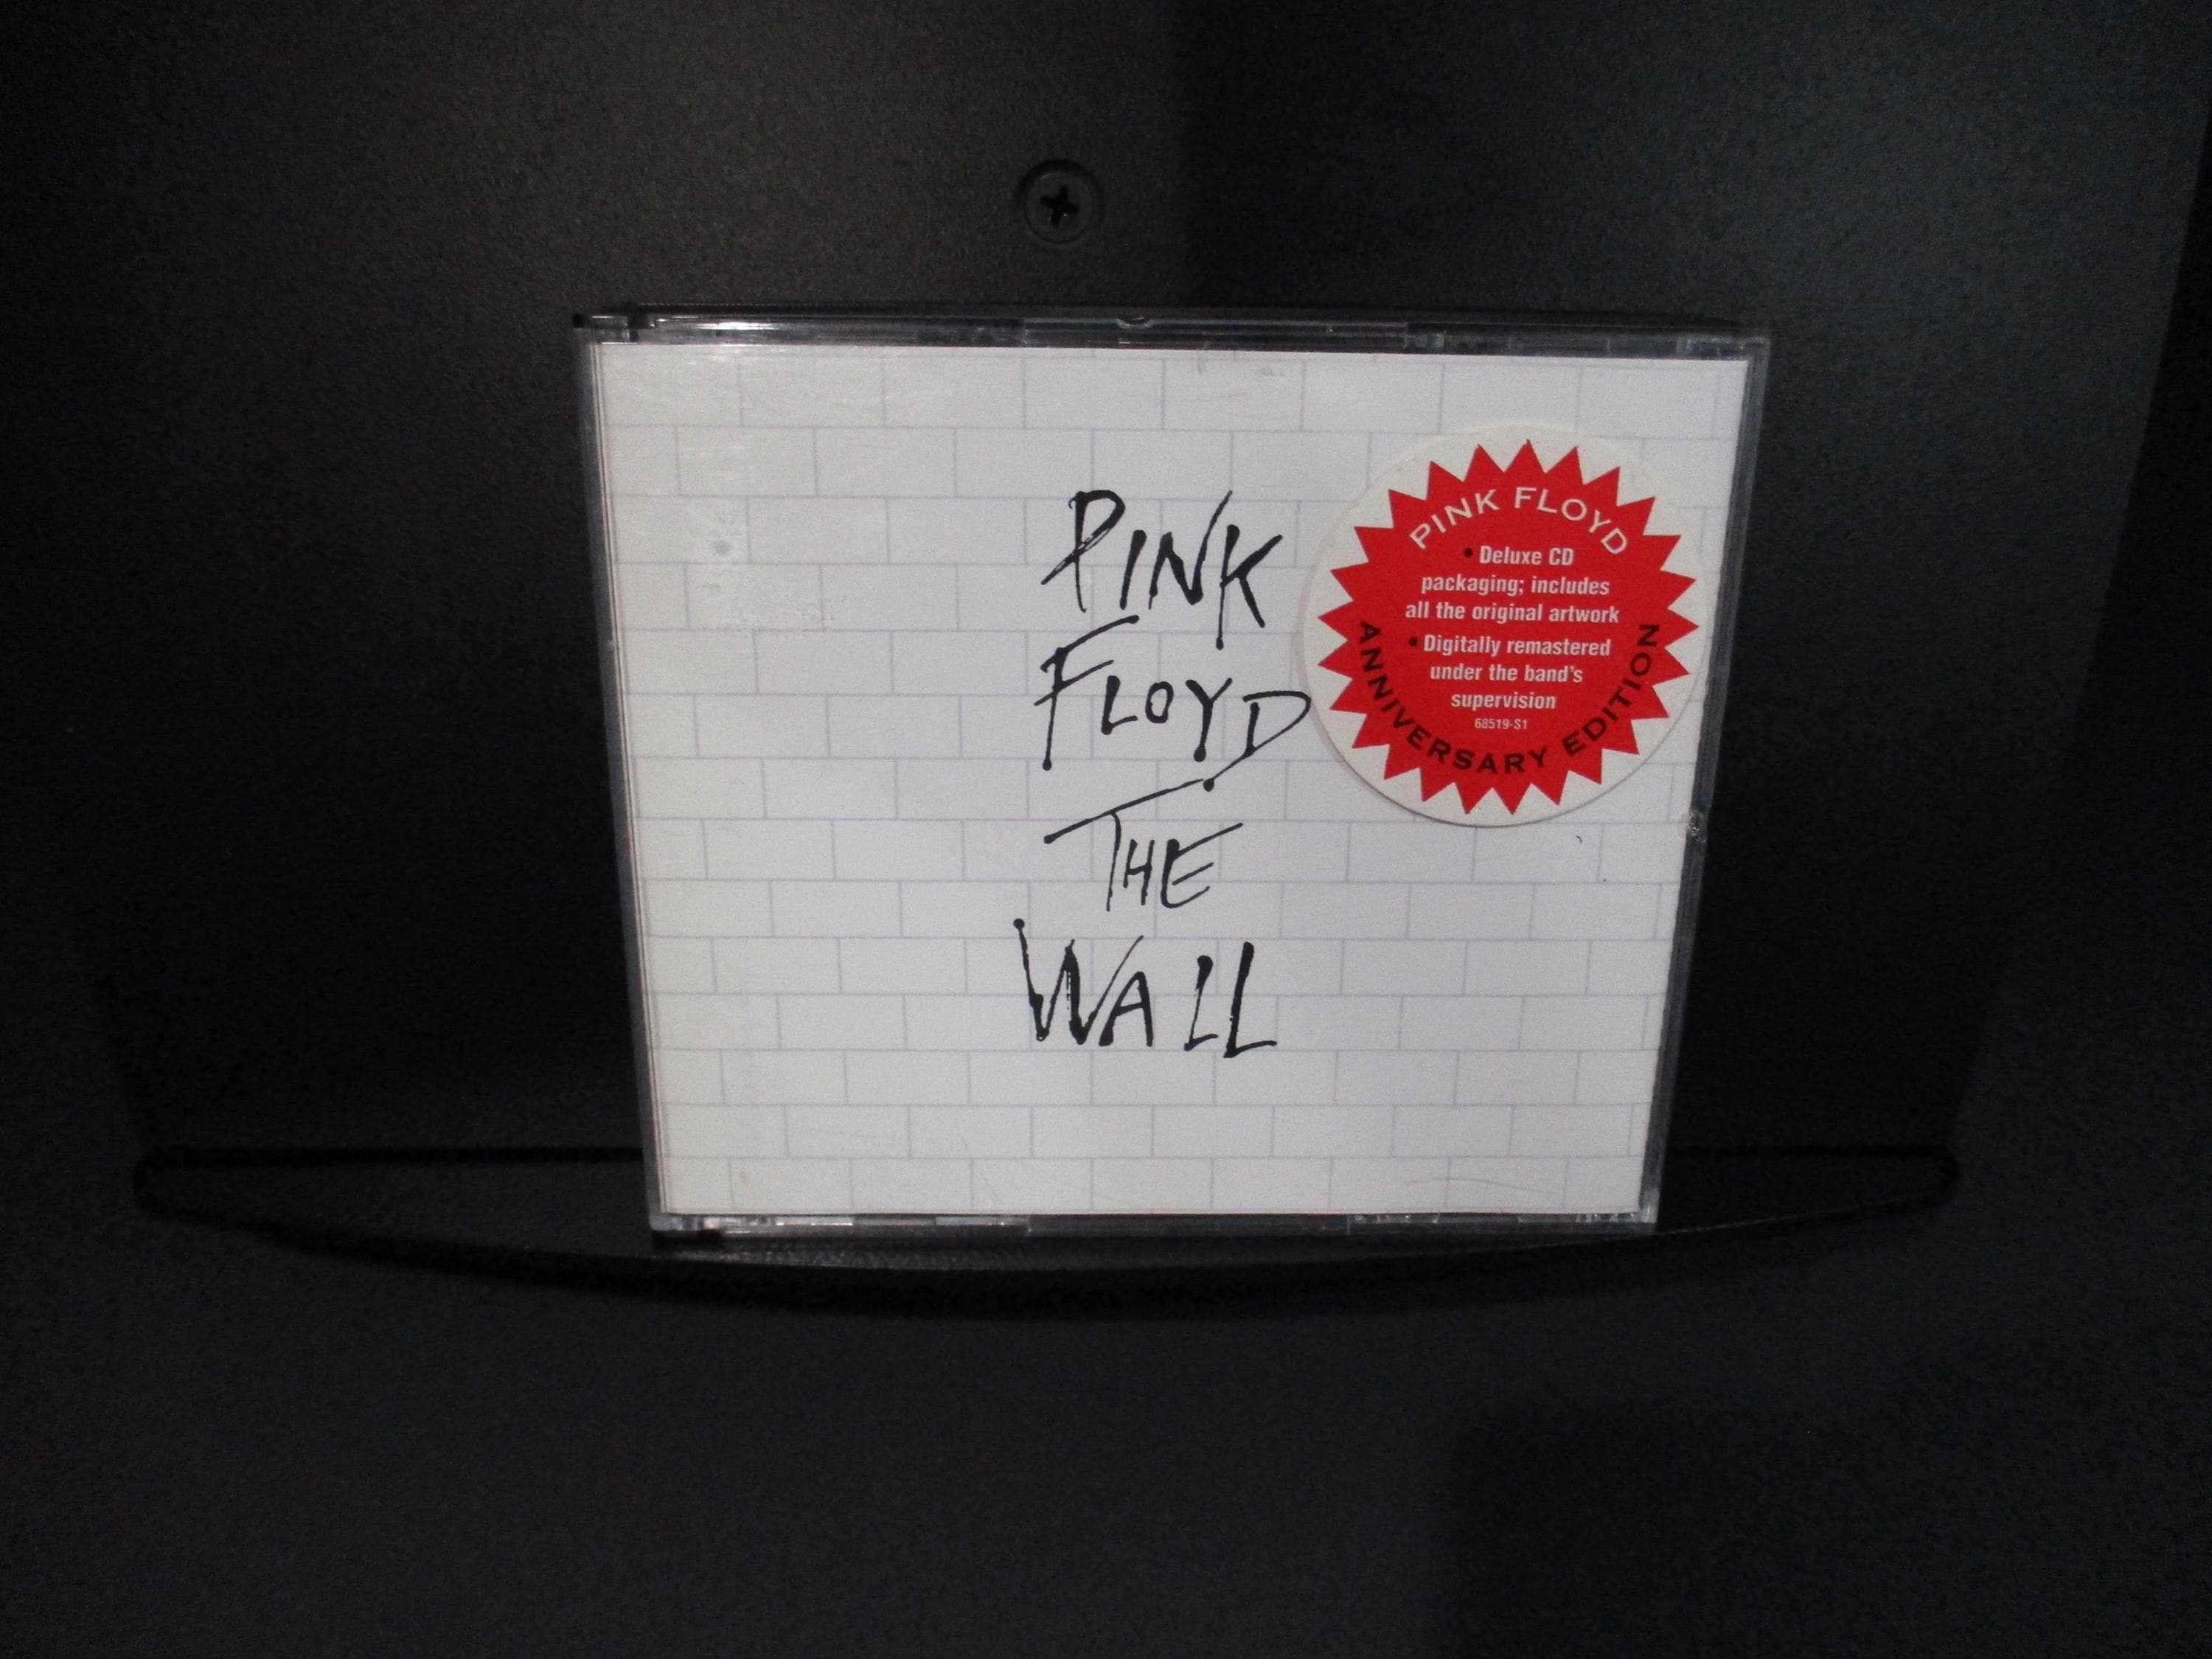 PINK
FLOYD
THE
WALL
PINK FLOYD
• Deluxe CD
packaging; includes
all the original artwork
• Digitally remastered
under the band's
supervision
68519-S1
ANNIVERSARY EDITION